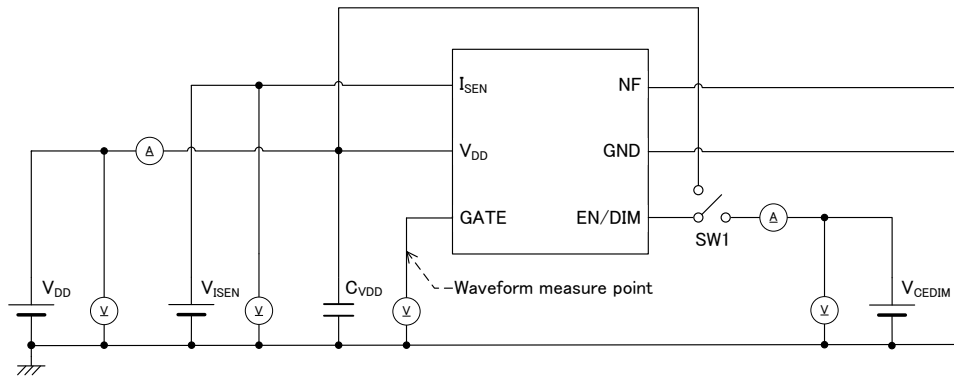 I_SEN
NF
A
V_DD
GND
GATE
EN/DIM
A
SW1
V_DD
V
V_ISEN
V
C_VDD
V
Waveform measure point
V
V_CEDIM